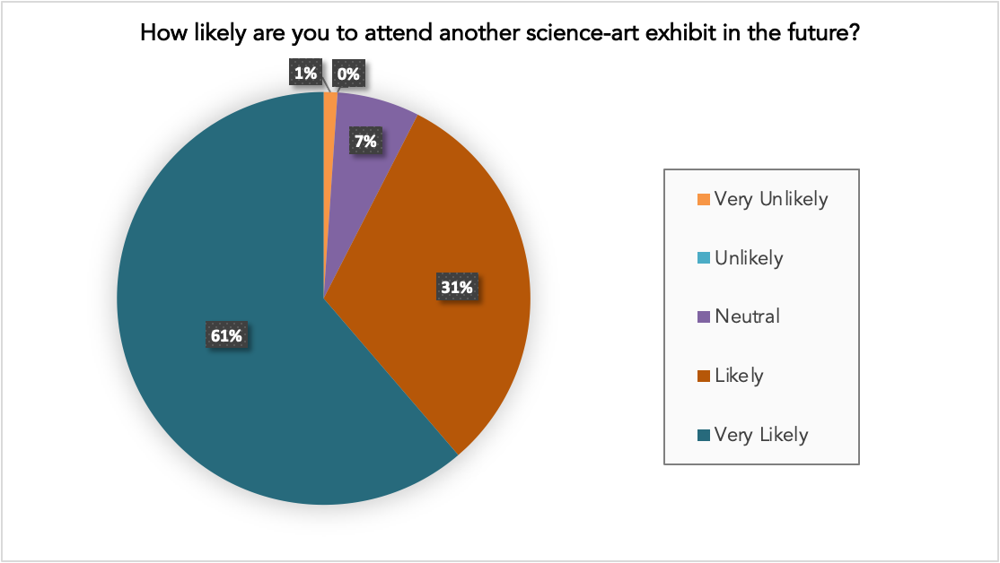 How likely are you to attend another science-art exhibit in the future?
1%
0%
7%
31%
61%
Very Unlikely
Unlikely
Neutral
Likely
Very Likely